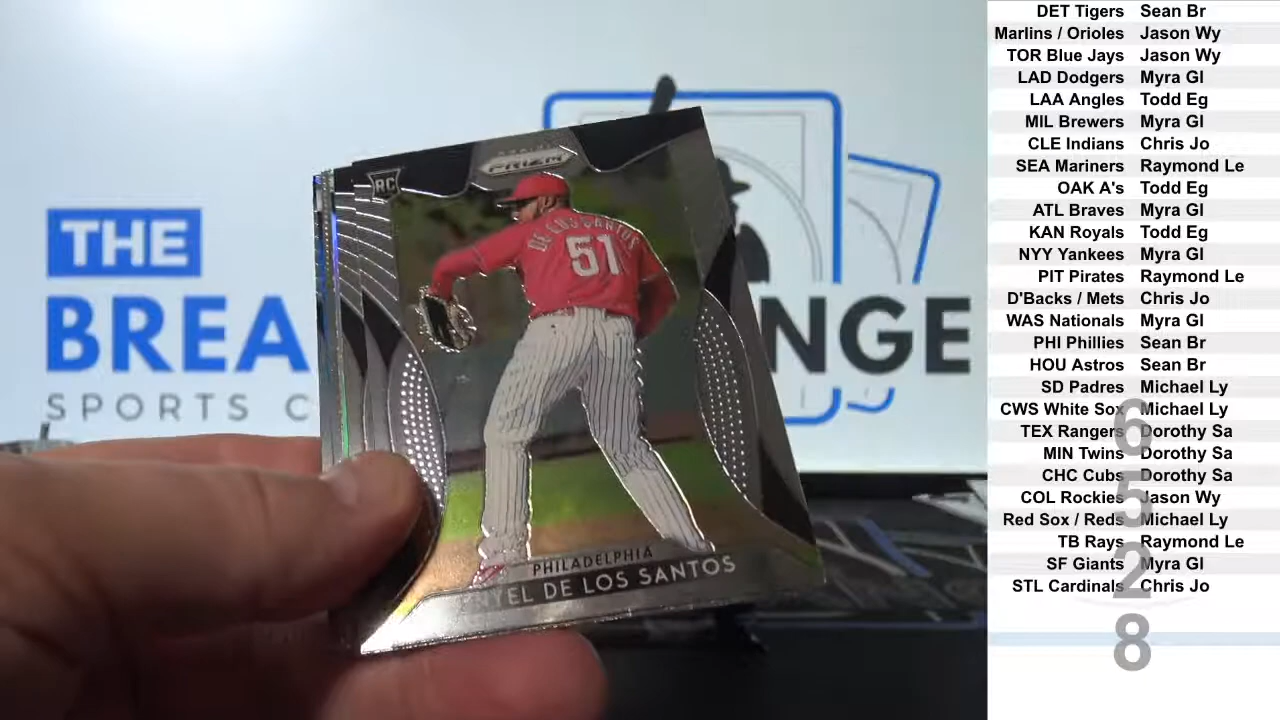 THE
BREA
NGE
SPORTS C
PRIZM
RC
DE LOS SANTOS
51
PHILADELPHIA
NYEL DE LOS SANTOS
DET Tigers Sean Br
Marlins / Orioles Jason Wy
TOR Blue Jays Jason Wy
LAD Dodgers Myra Gl
LAA Angles Todd Eg
MIL Brewers Myra Gl
CLE Indians Chris Jo
SEA Mariners Raymond Le
OAK A's Todd Eg
ATL Braves Myra Gl
KAN Royals Todd Eg
NYY Yankees Myra Gl
PIT Pirates Raymond Le
D'Backs / Mets Chris Jo
WAS Nationals Myra Gl
PHI Phillies Sean Br
HOU Astros Sean Br
SD Padres Michael Ly
CWS White Sox Michael Ly
TEX Rangers Dorothy Sa
MIN Twins Dorothy Sa
CHC Cubs Dorothy Sa
COL Rockies Jason Wy
Red Sox / Reds Michael Ly
TB Rays Raymond Le
SF Giants Myra Gl
STL Cardinals Chris Jo
6
5
2
8